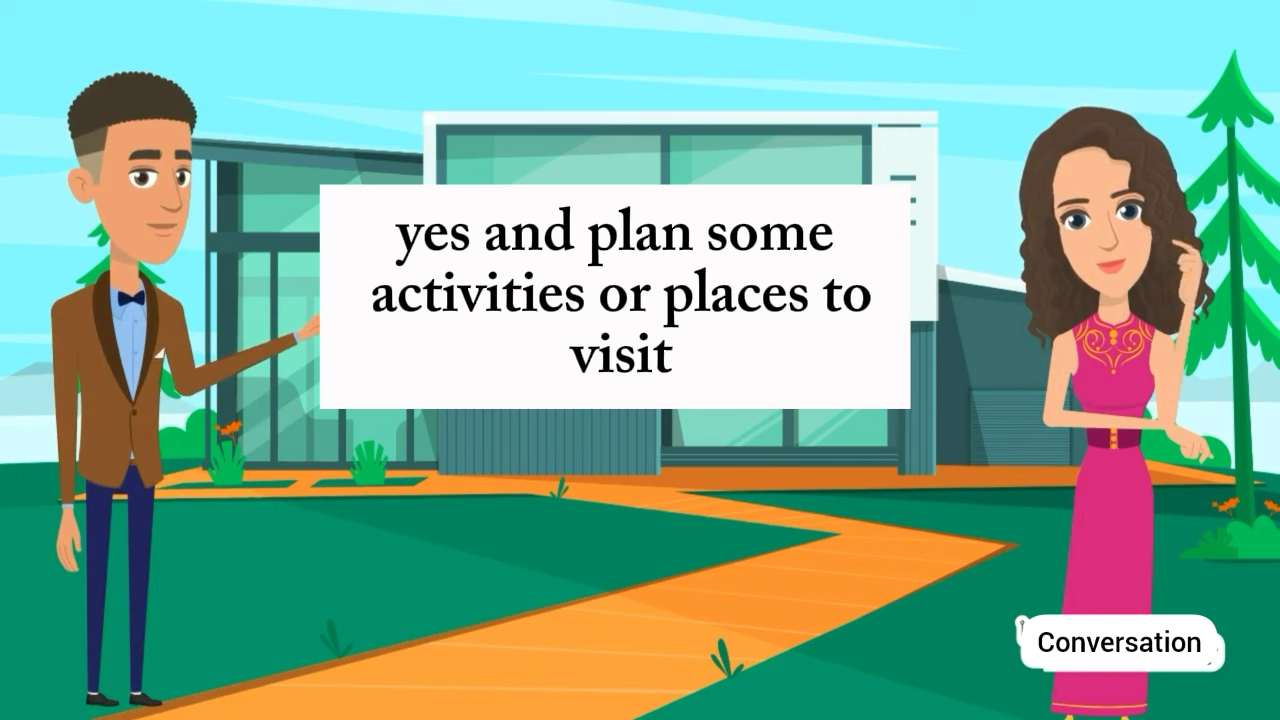 yes and plan some
activities or places to
visit
Conversation